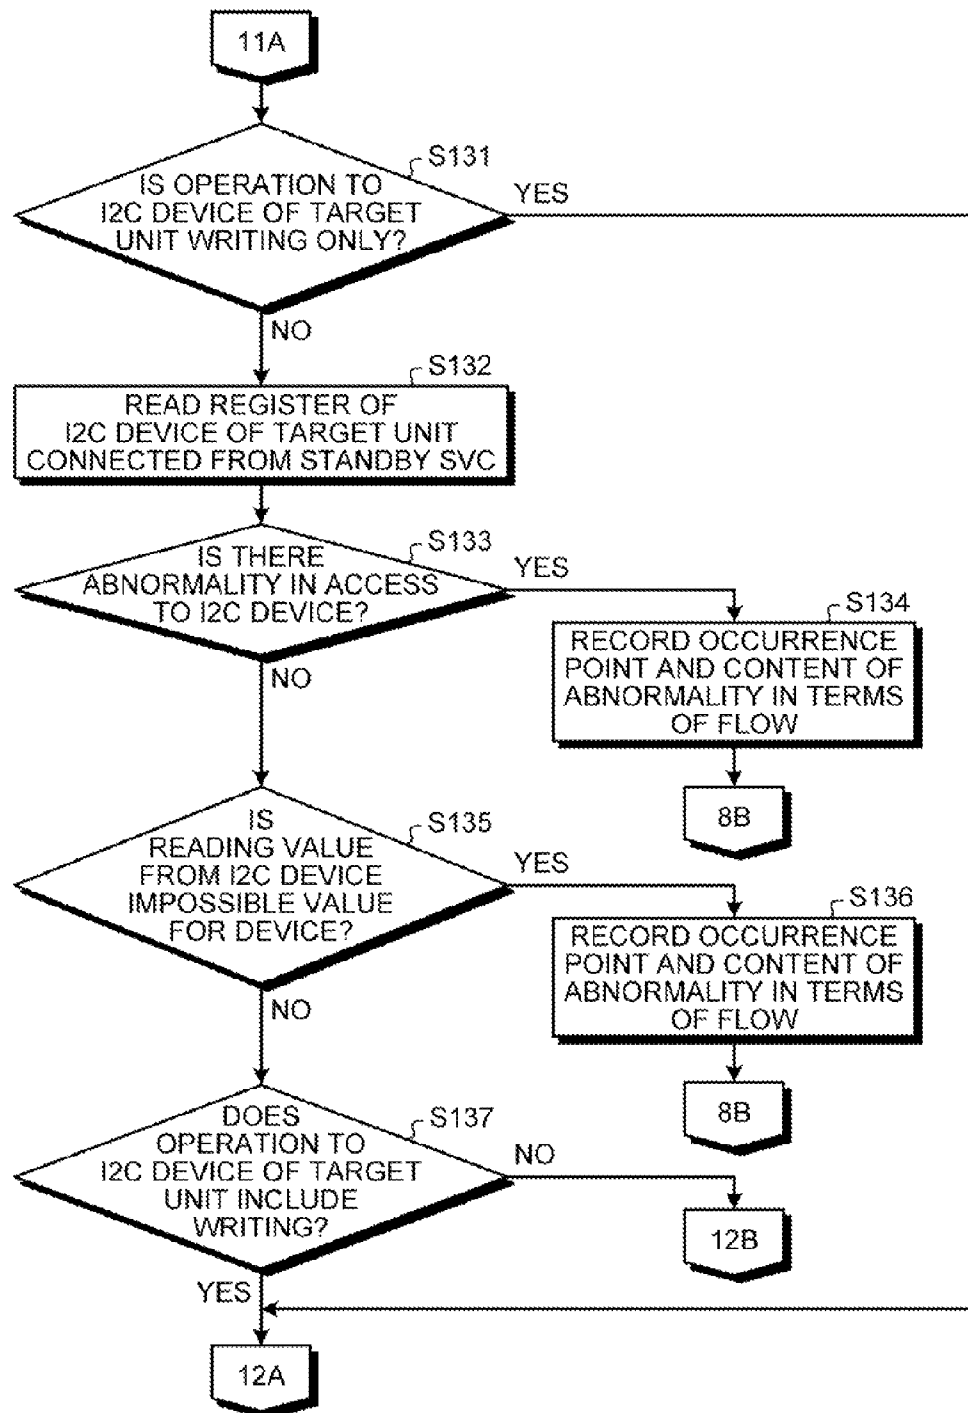 11A
S131
IS OPERATION TO
I2C DEVICE OF TARGET
UNIT WRITING ONLY?
YES
NO
S132
READ REGISTER OF
I2C DEVICE OF TARGET UNIT
CONNECTED FROM STANDBY SVC
S133
IS THERE
ABNORMALITY IN ACCESS
TO I2C DEVICE?
YES
NO
S134
RECORD OCCURRENCE
POINT AND CONTENT OF
ABNORMALITY IN TERMS
OF FLOW
8B
S135
IS
READING VALUE
FROM I2C DEVICE
IMPOSSIBLE VALUE
FOR DEVICE?
YES
NO
S136
RECORD OCCURRENCE
POINT AND CONTENT OF
ABNORMALITY IN TERMS
OF FLOW
8B
S137
DOES
OPERATION TO
I2C DEVICE OF TARGET
UNIT INCLUDE
WRITING?
NO
12B
YES
12A